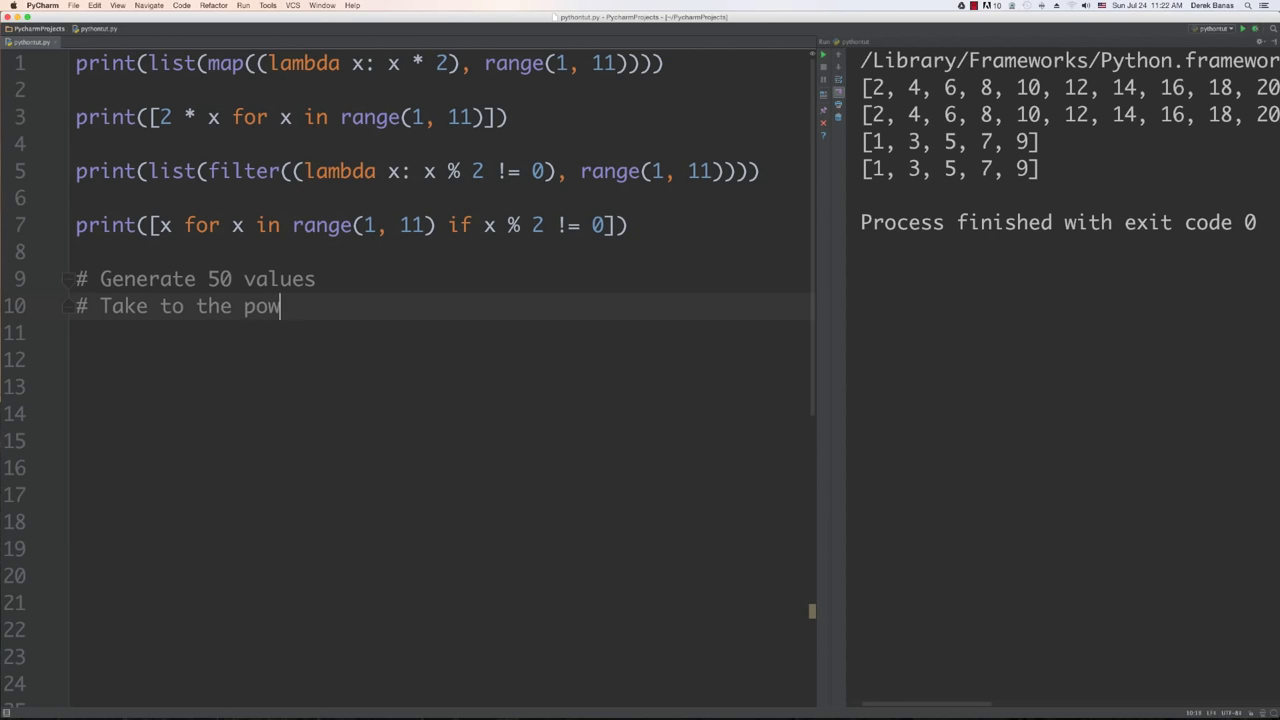 PyCharm File Edit View Navigate Code Refactor Run Tools VCS Window Help
10 Sun Jul 24 11:22 AM Derek Banas
pythontut.py - PycharmProjects - [~/PycharmProjects]
PycharmProjects pythontut.py pythontut
pythontut.py
Run: pythontut
1 print(list(map((lambda x: x * 2), range(1, 11))))
2
3 print([2 * x for x in range(1, 11)])
4
5 print(list(filter((lambda x: x % 2 != 0), range(1, 11))))
6
7 print([x for x in range(1, 11) if x % 2 != 0])
8
9 # Generate 50 values
10 # Take to the pow
11
12
13
14
15
16
17
18
19
20
21
22
23
24
25
/Library/Frameworks/Python.framewor
[2, 4, 6, 8, 10, 12, 14, 16, 18, 20
[2, 4, 6, 8, 10, 12, 14, 16, 18, 20
[1, 3, 5, 7, 9]
[1, 3, 5, 7, 9]
Process finished with exit code 0
10:18 LF÷ UTF-8÷